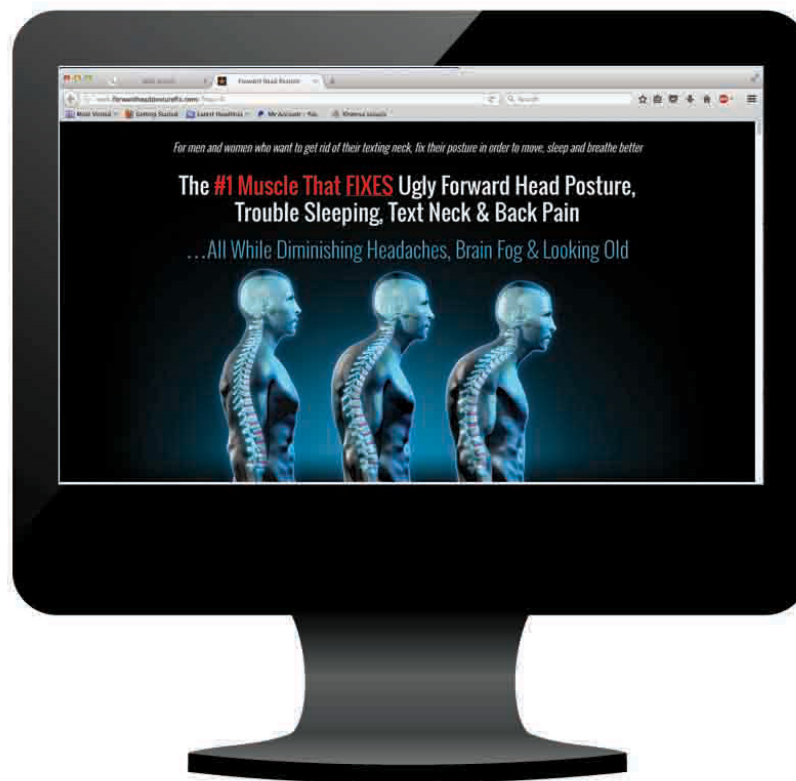 Forward Head Posture
Search
Most Visited
Getting Started
Latest Headlines
My Account - Pay
For men and women who want to get rid of their texting neck, fix their posture in order to move, sleep and breathe better
The #1 Muscle That FIXES Ugly Forward Head Posture,
Trouble Sleeping, Text Neck & Back Pain
...All While Diminishing Headaches, Brain Fog & Looking Old